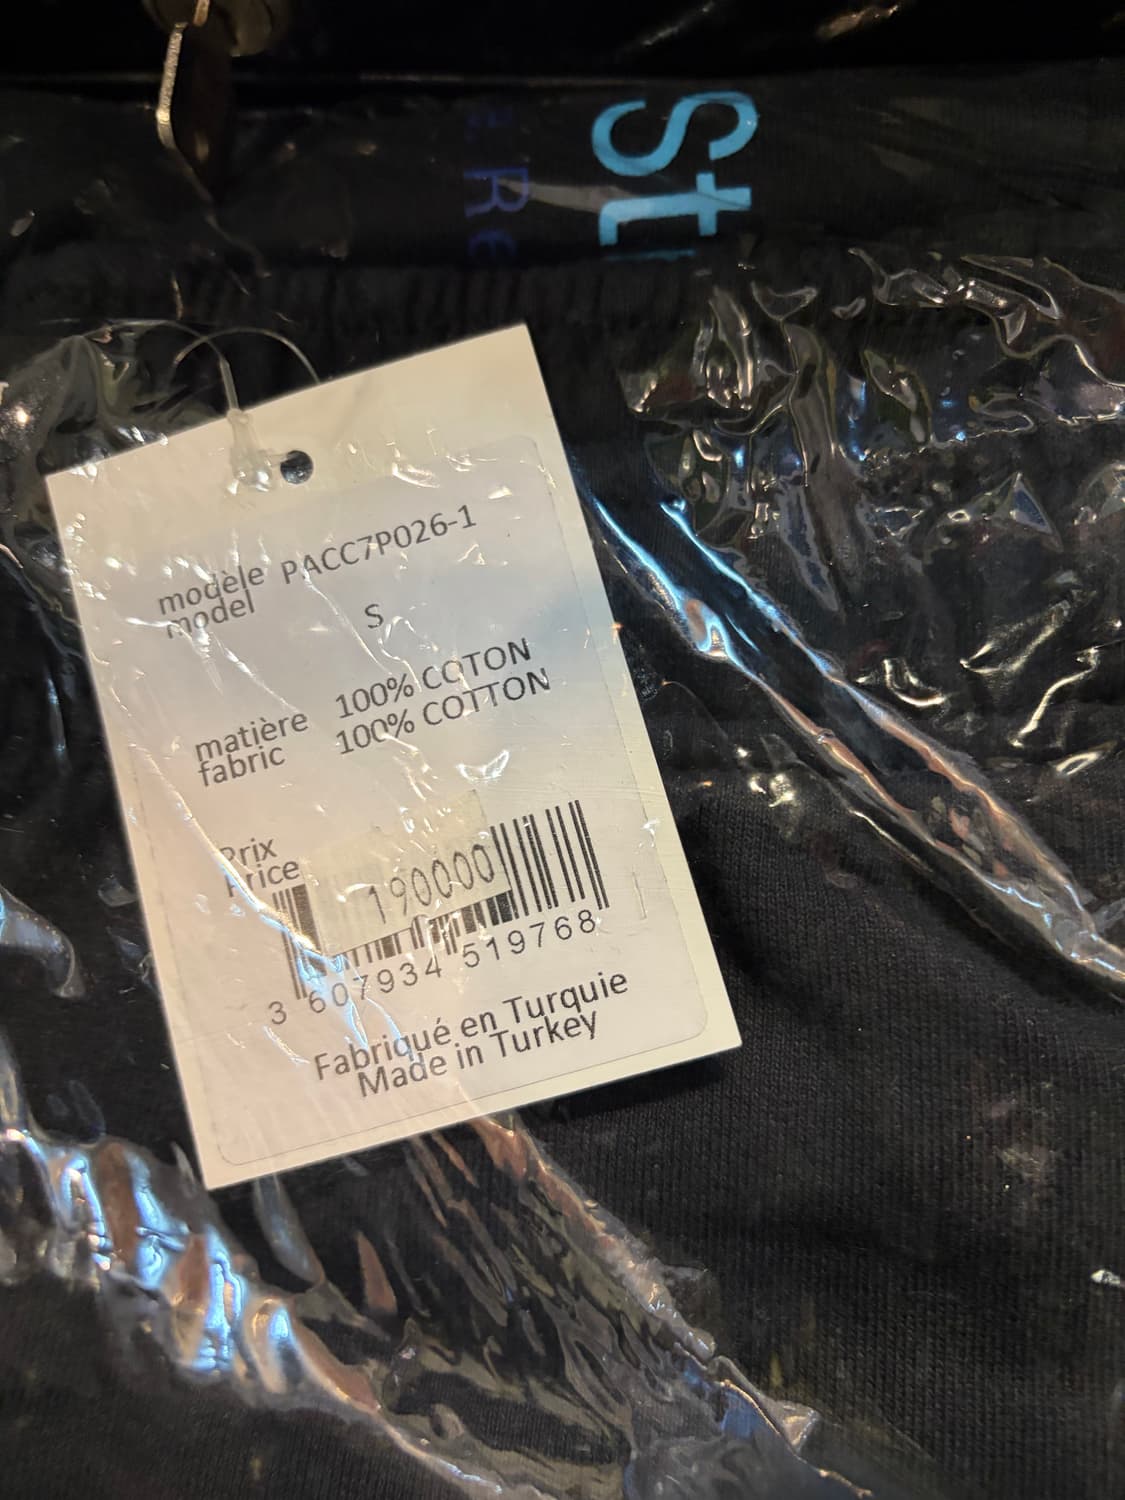 St
e Re
modèle PACC7P026-1
model
S
matière 100% COTON
fabric 100% COTTON
Prix
Price
190000
3 607934 519768
Fabriqué en Turquie
Made in Turkey